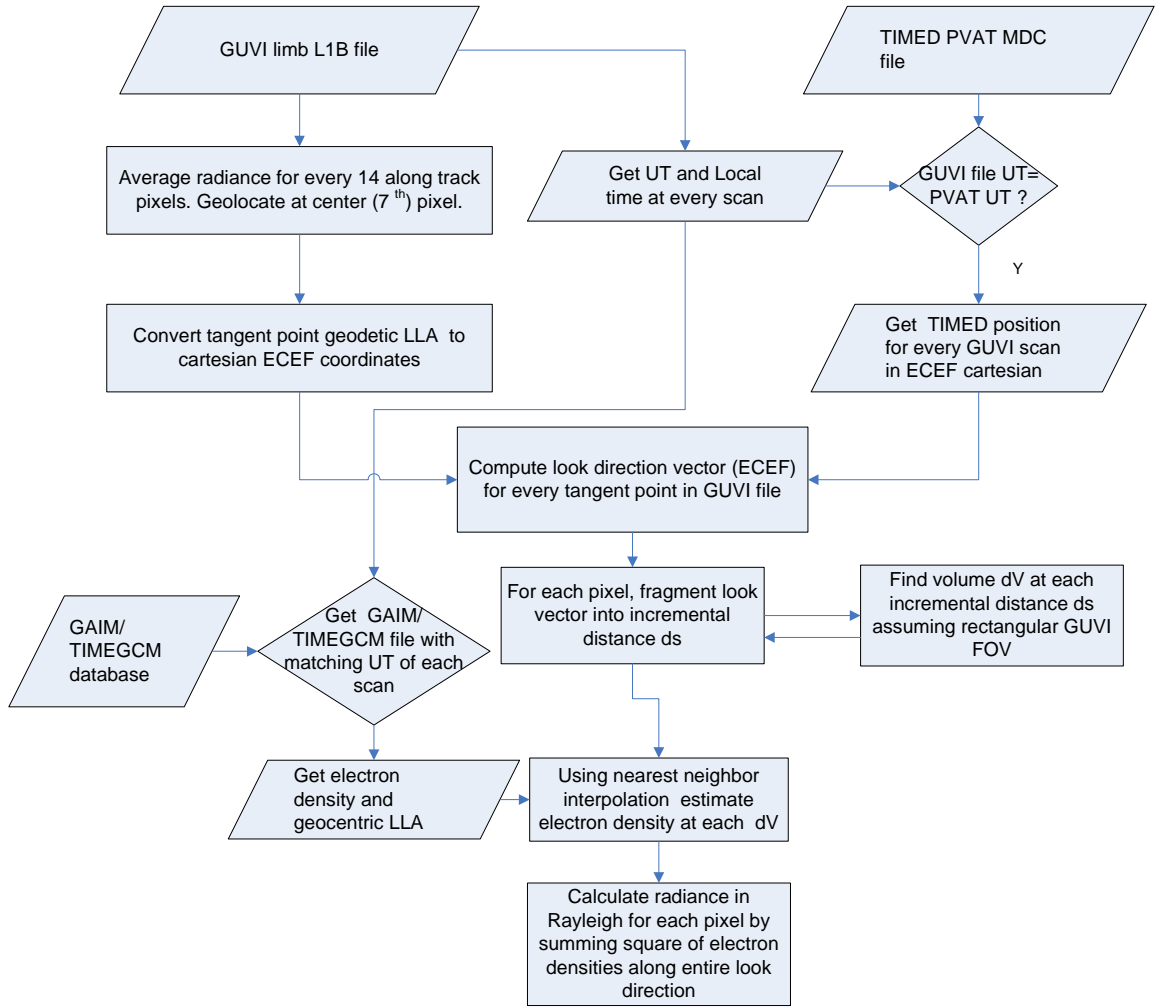 GUVI limb L1B file
TIMED PVAT MDC
file
Average radiance for every 14 along track
pixels. Geolocate at center (7 th) pixel.
Get UT and Local
time at every scan
GUVI file UT=
PVAT UT ?
Y
Convert tangent point geodetic LLA to
cartesian ECEF coordinates
Get TIMED position
for every GUVI scan
in ECEF cartesian
Compute look direction vector (ECEF)
for every tangent point in GUVI file
For each pixel, fragment look
vector into incremental
distance ds
Find volume dV at each
incremental distance ds
assuming rectangular GUVI
FOV
GAIM/
TIMEGCM
database
Get GAIM/
TIMEGCM file with
matching UT of each
scan
Get electron
density and
geocentric LLA
Using nearest neighbor
interpolation estimate
electron density at each dV
Calculate radiance in
Rayleigh for each pixel by
summing square of electron
densities along entire look
direction